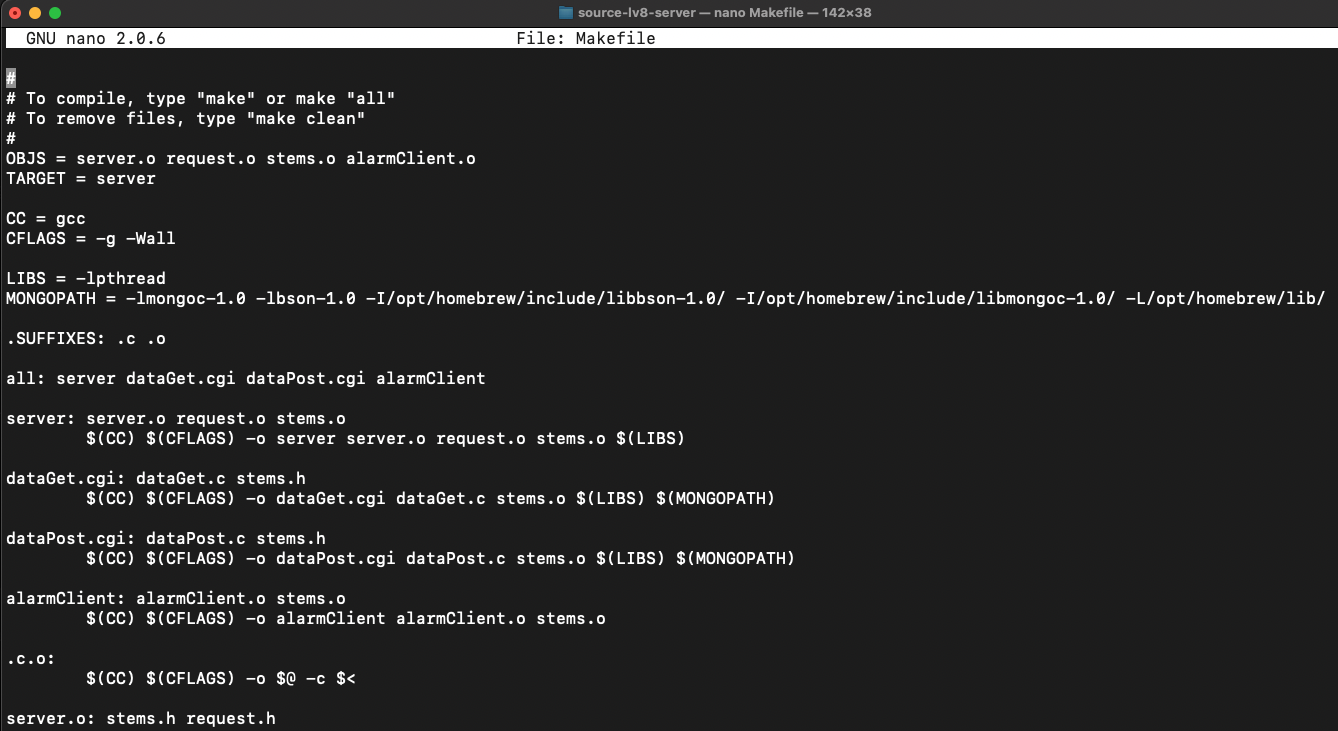 source-lv8-server — nano Makefile — 142×38
GNU nano 2.0.6 File: Makefile
#
# To compile, type "make" or make "all"
# To remove files, type "make clean"
#
OBJS = server.o request.o stems.o alarmClient.o
TARGET = server
CC = gcc
CFLAGS = -g -Wall
LIBS = -lpthread
MONGOPATH = -lmongoc-1.0 -lbson-1.0 -I/opt/homebrew/include/libbson-1.0/ -I/opt/homebrew/include/libmongoc-1.0/ -L/opt/homebrew/lib/
.SUFFIXES: .c .o
all: server dataGet.cgi dataPost.cgi alarmClient
server: server.o request.o stems.o
        $(CC) $(CFLAGS) -o server server.o request.o stems.o $(LIBS)
dataGet.cgi: dataGet.c stems.h
        $(CC) $(CFLAGS) -o dataGet.cgi dataGet.c stems.o $(LIBS) $(MONGOPATH)
dataPost.cgi: dataPost.c stems.h
        $(CC) $(CFLAGS) -o dataPost.cgi dataPost.c stems.o $(LIBS) $(MONGOPATH)
alarmClient: alarmClient.o stems.o
        $(CC) $(CFLAGS) -o alarmClient alarmClient.o stems.o
.c.o:
        $(CC) $(CFLAGS) -o $@ -c $<
server.o: stems.h request.h